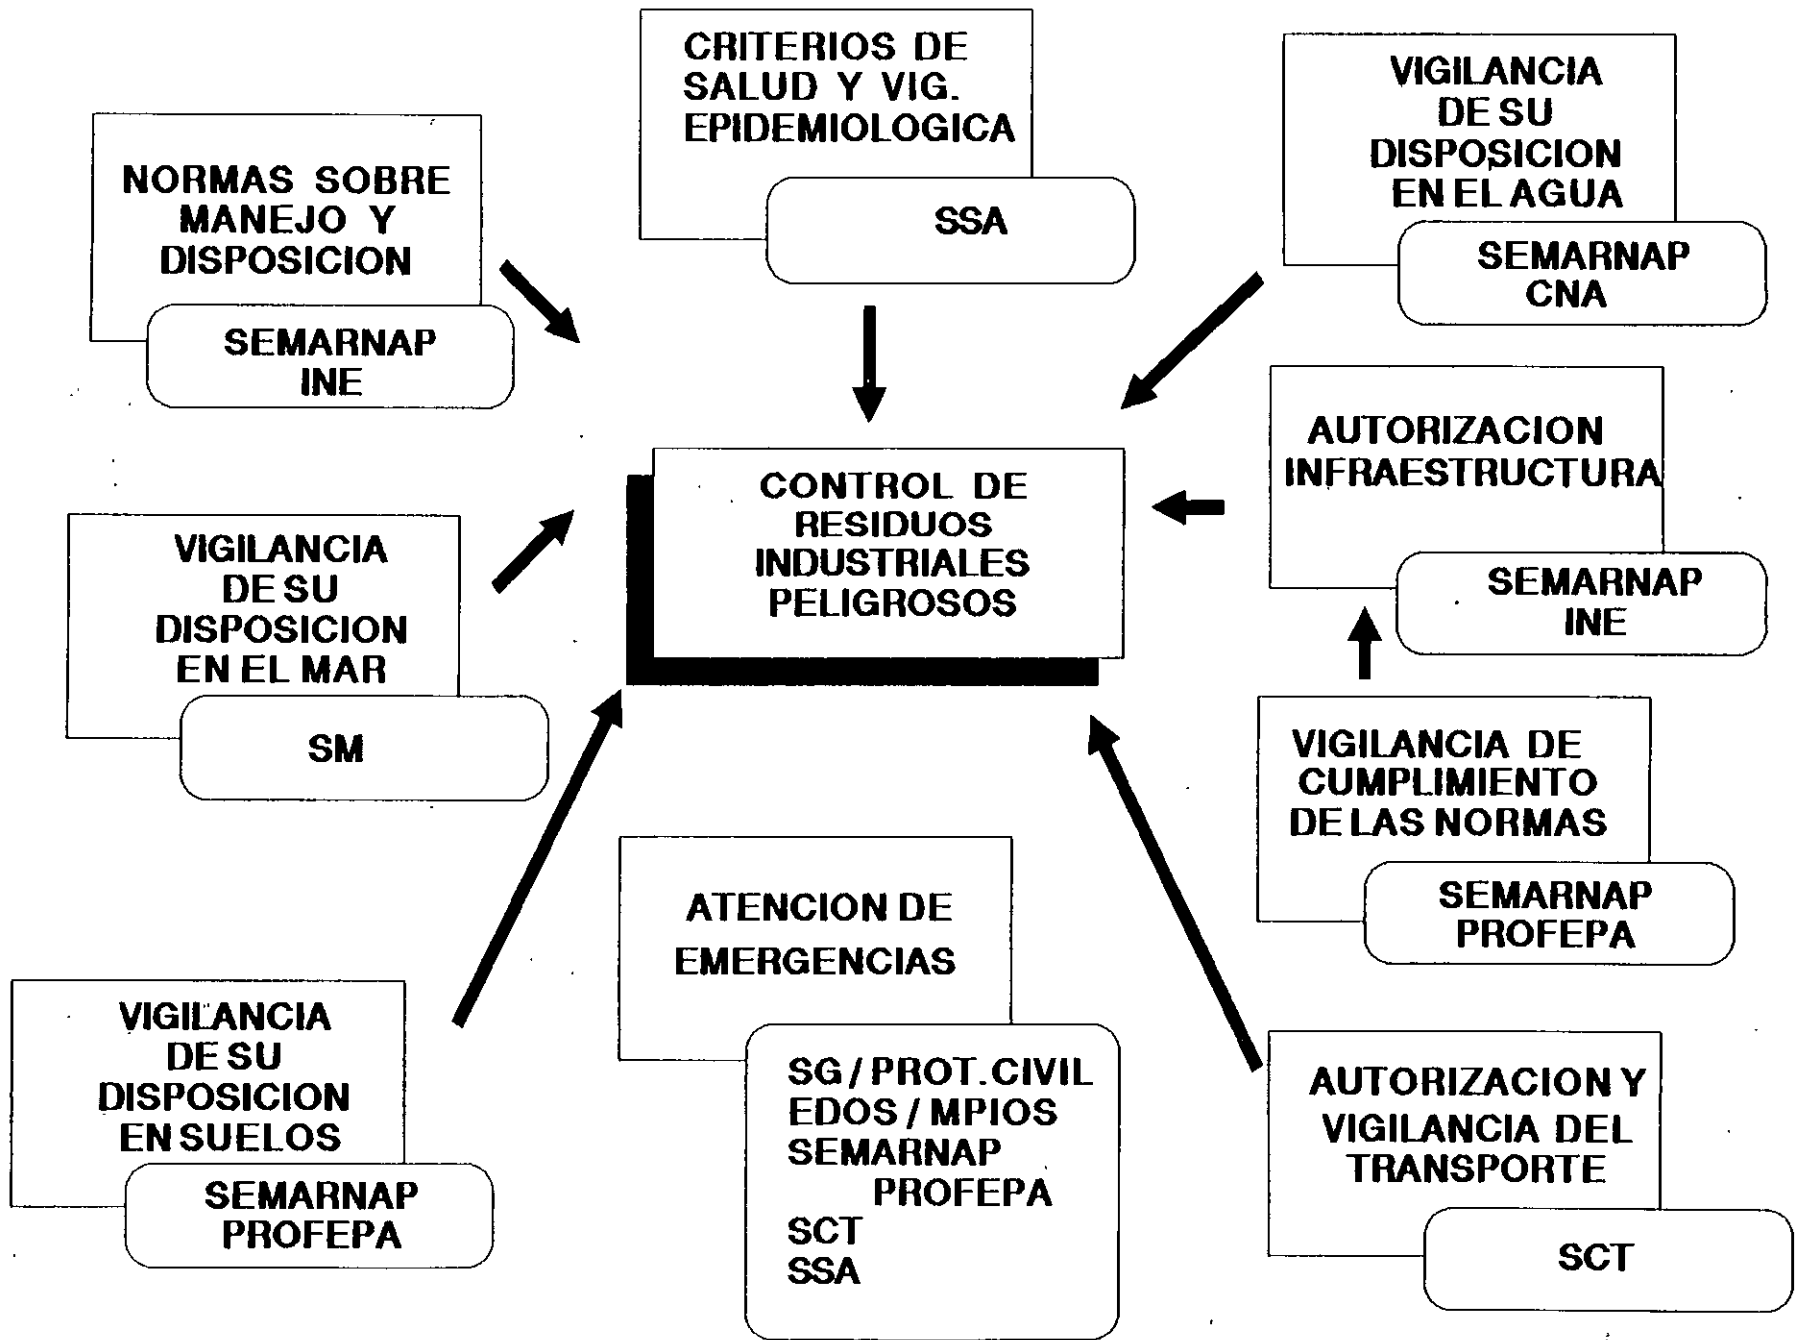 CRITERIOS DE
SALUD Y VIG.
EPIDEMIOLOGICA
SSA
VIGILANCIA
DE SU
DISPOSICION
EN EL AGUA
SEMARNAP
CNA
NORMAS SOBRE
MANEJO Y
DISPOSICION
SEMARNAP
INE
AUTORIZACION
INFRAESTRUCTURA
SEMARNAP
INE
CONTROL DE
RESIDUOS
INDUSTRIALES
PELIGROSOS
VIGILANCIA
DE SU
DISPOSICION
EN EL MAR
SM
VIGILANCIA DE
CUMPLIMIENTO
DE LAS NORMAS
SEMARNAP
PROFEPA
ATENCION DE
EMERGENCIAS
SG / PROT. CIVIL
EDOS / MPIOS
SEMARNAP
PROFEPA
SCT
SSA
VIGILANCIA
DE SU
DISPOSICION
EN SUELOS
SEMARNAP
PROFEPA
AUTORIZACION Y
VIGILANCIA DEL
TRANSPORTE
SCT